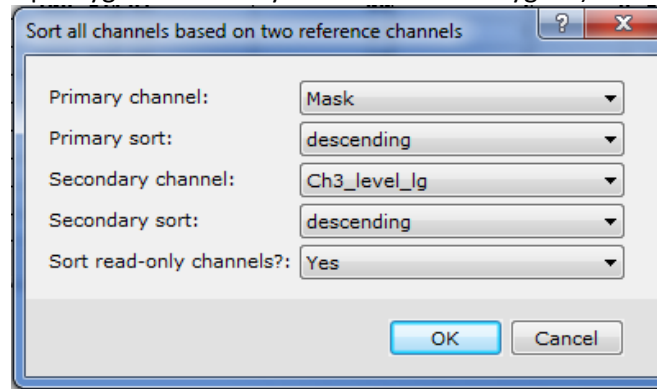 Sort all channels based on two reference channels
Primary channel: Mask
Primary sort: descending
Secondary channel: Ch3_level_lg
Secondary sort: descending
Sort read-only channels?: Yes
OK Cancel